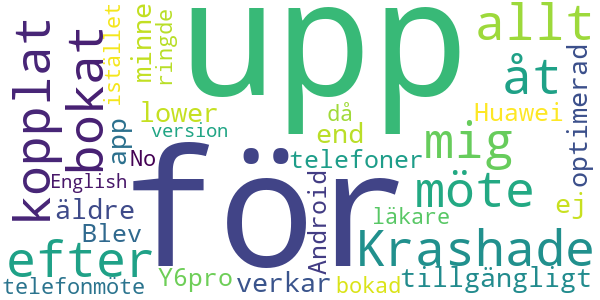 upp
allt
kopplat
bokat
istället
minne
ringde
åt
optimerad
lower
app
då
end
version
Huawei
mig
No
telefoner
English
för
Android
möte
ej
äldre
läkare
Blev
Krashade
efter
Y6pro
verkar
tillgängligt
telefonmöte
bokad